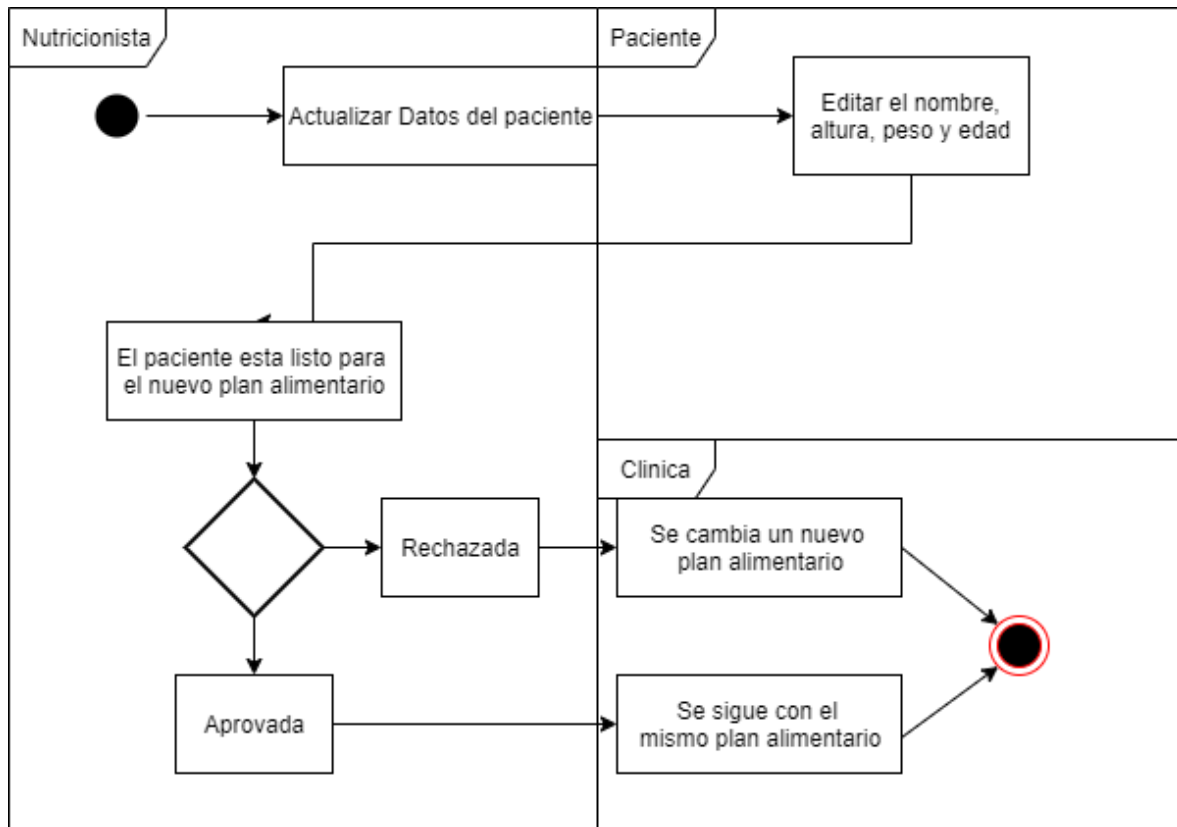 Nutricionista
Paciente
Actualizar Datos del paciente
Editar el nombre,
altura, peso y edad
El paciente esta listo para
el nuevo plan alimentario
Clinica
Rechazada
Se cambia un nuevo
plan alimentario
Aprovada
Se sigue con el
mismo plan alimentario